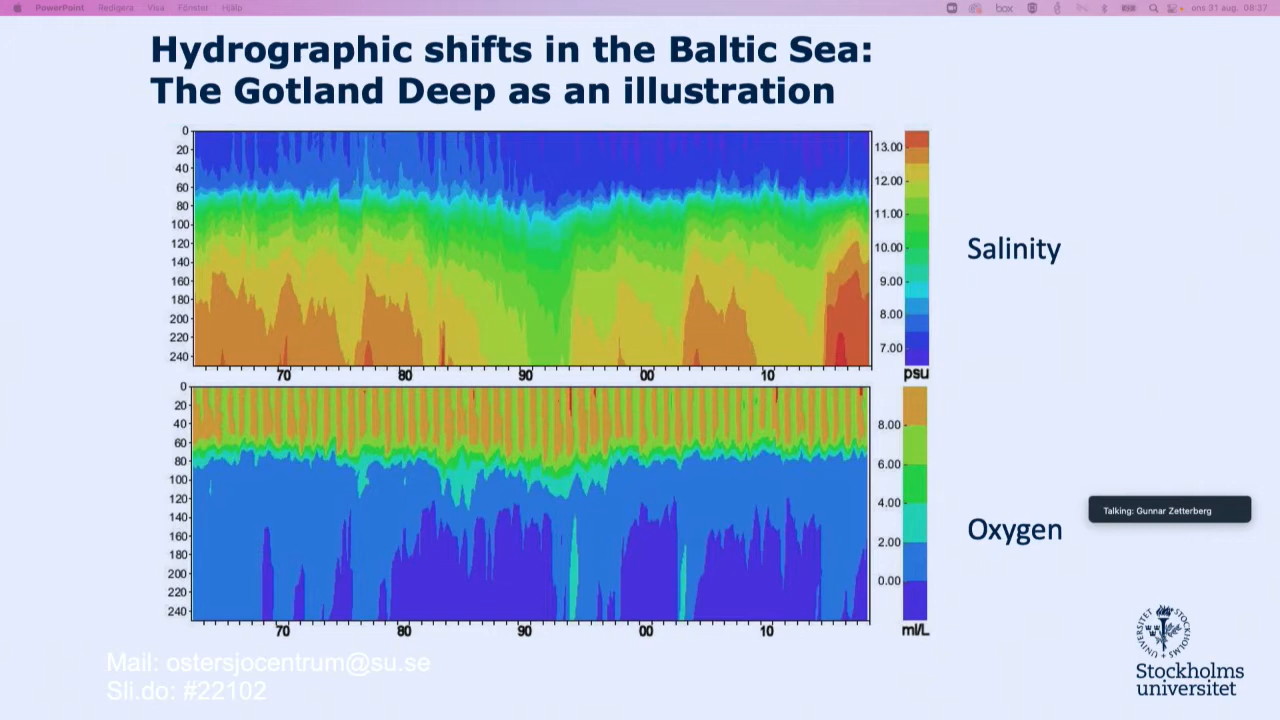 PowerPoint Redigera Visa Fönster Hjälp box ons 31 aug. 08:37
Hydrographic shifts in the Baltic Sea:
The Gotland Deep as an illustration
0
20
40
60
80
100
120
140
160
180
200
220
240
70 80 90 00 10
13.00
12.00
11.00
10.00
9.00
8.00
7.00
psu
Salinity
0
20
40
60
80
100
120
140
160
180
200
220
240
70 80 90 00 10
8.00
6.00
4.00
2.00
0.00
ml/L
Oxygen
Talking: Gunnar Zetterberg
Mail: ostersjocentrum@su.se
Sli.do: #22102
STOCKHOLMS UNIVERSITET
Stockholms
universitet